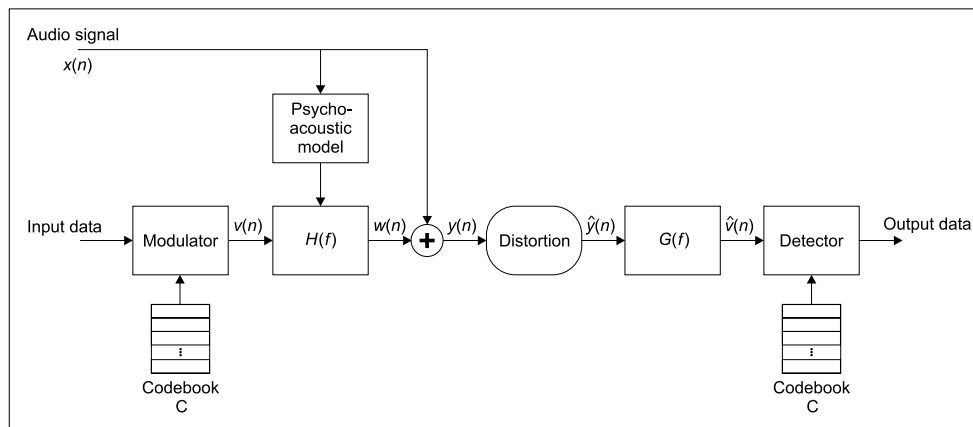 Audio signal
x(n)
Psycho-
acoustic
model
Input data
Modulator
v(n)
H(f)
w(n)
+
y(n)
Distortion
ŷ(n)
G(f)
v̂(n)
Detector
Output data
Codebook
C
Codebook
C